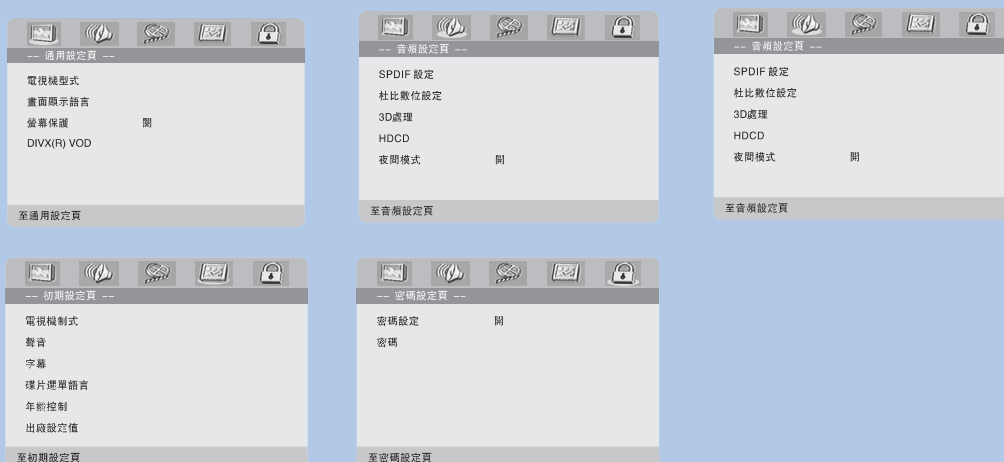 -- 通用設定頁 --
電視機型式
畫面顯示語言
螢幕保護 開
DIVX(R) VOD
至通用設定頁
-- 音頻設定頁 --
SPDIF 設定
杜比數位設定
3D處理
HDCD
夜間模式 開
至音頻設定頁
-- 音頻設定頁 --
SPDIF 設定
杜比數位設定
3D處理
HDCD
夜間模式 開
至音頻設定頁
-- 初期設定頁 --
電視機制式
聲音
字幕
碟片選單語言
年齡控制
出廠設定值
至初期設定頁
-- 密碼設定頁 --
密碼設定 開
密碼
至密碼設定頁